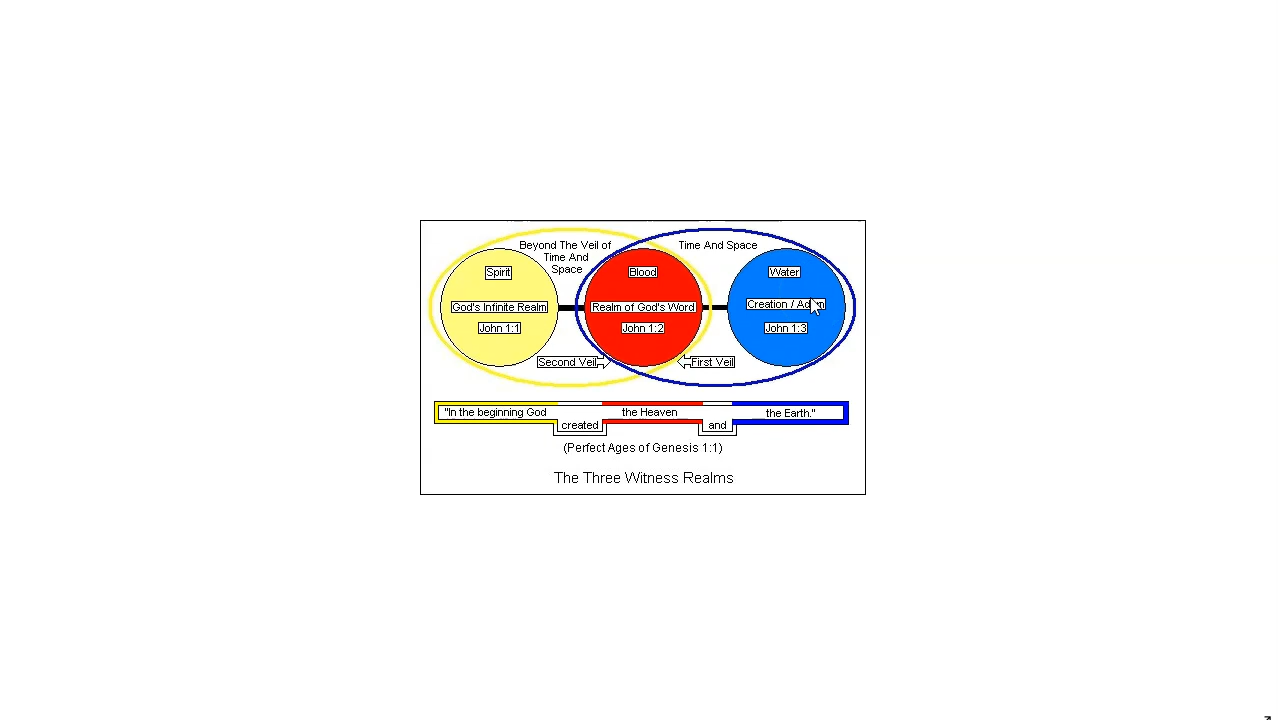 Beyond The Veil of
Time And
Space
Time And Space
Spirit
Blood
Water
God's Infinite Realm
Realm of God's Word
Creation /
John 1:1
John 1:2
John 1:3
Second Veil
First Veil
"In the beginning God
created
the Heaven
and
the Earth."
(Perfect Ages of Genesis 1:1)
The Three Witness Realms